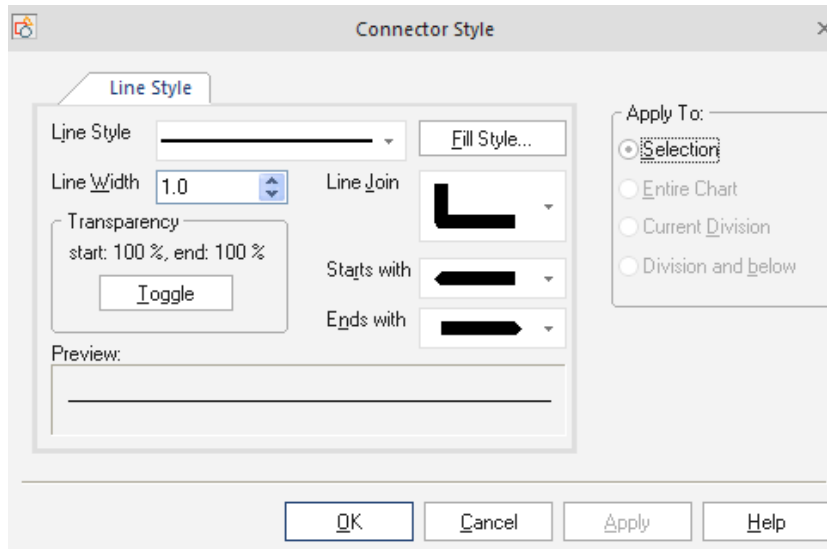 Connector Style
Line Style
Line Style
Fill Style...
Line Width
1.0
Line Join
Transparency
start: 100 %, end: 100 %
Toggle
Starts with
Ends with
Preview:
Apply To:
Selection
Entire Chart
Current Division
Division and below
OK
Cancel
Apply
Help